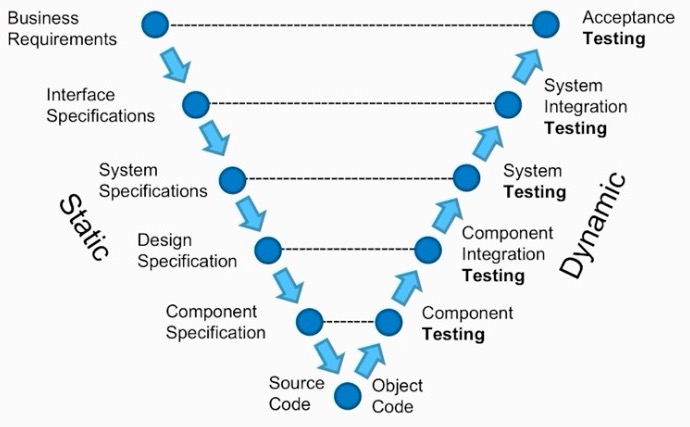 Business
Requirements
Acceptance
Testing
Interface
Specifications
System
Integration
Testing
System
Specifications
System
Testing
Static
Dynamic
Design
Specification
Component
Integration
Testing
Component
Specification
Component
Testing
Source
Code
Object
Code